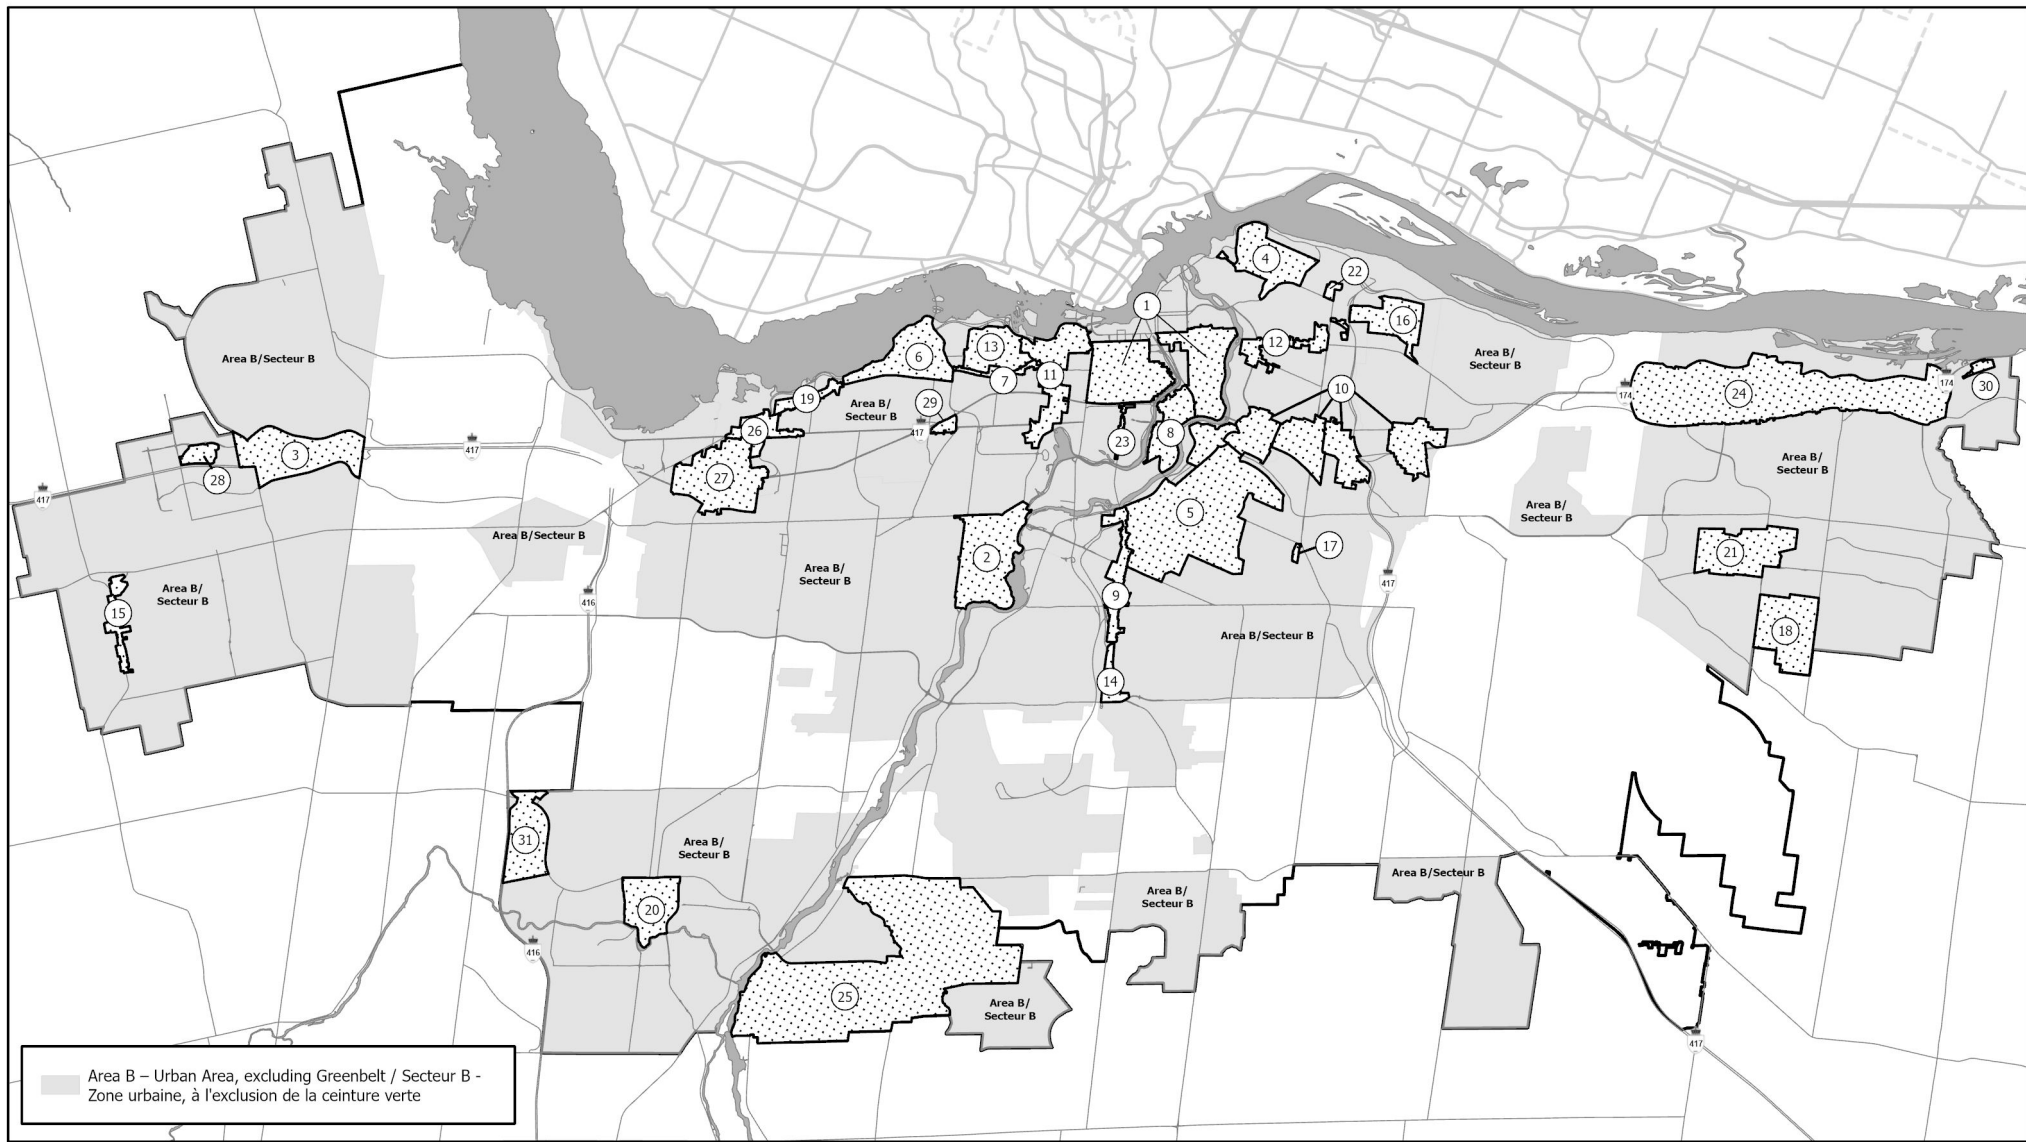 4
22
1
16
Area B/Secteur B
6
13
12
Area B/
Secteur B
11
7
10
174
30
19
Area B/
Secteur B
29
174
24
26
417
23
8
417
3
27
28
417
Area B/
Secteur B
Area B/
Secteur B
5
Area B/Secteur B
17
21
2
Area B/
Secteur B
417
Area B/
Secteur B
416
9
15
Area B/Secteur B
18
14
31
Area B/
Secteur B
Area B/Secteur B
Area B/
Secteur B
20
416
25
Area B/
Secteur B
417
Area B – Urban Area, excluding Greenbelt / Secteur B -
Zone urbaine, à l'exclusion de la ceinture verte